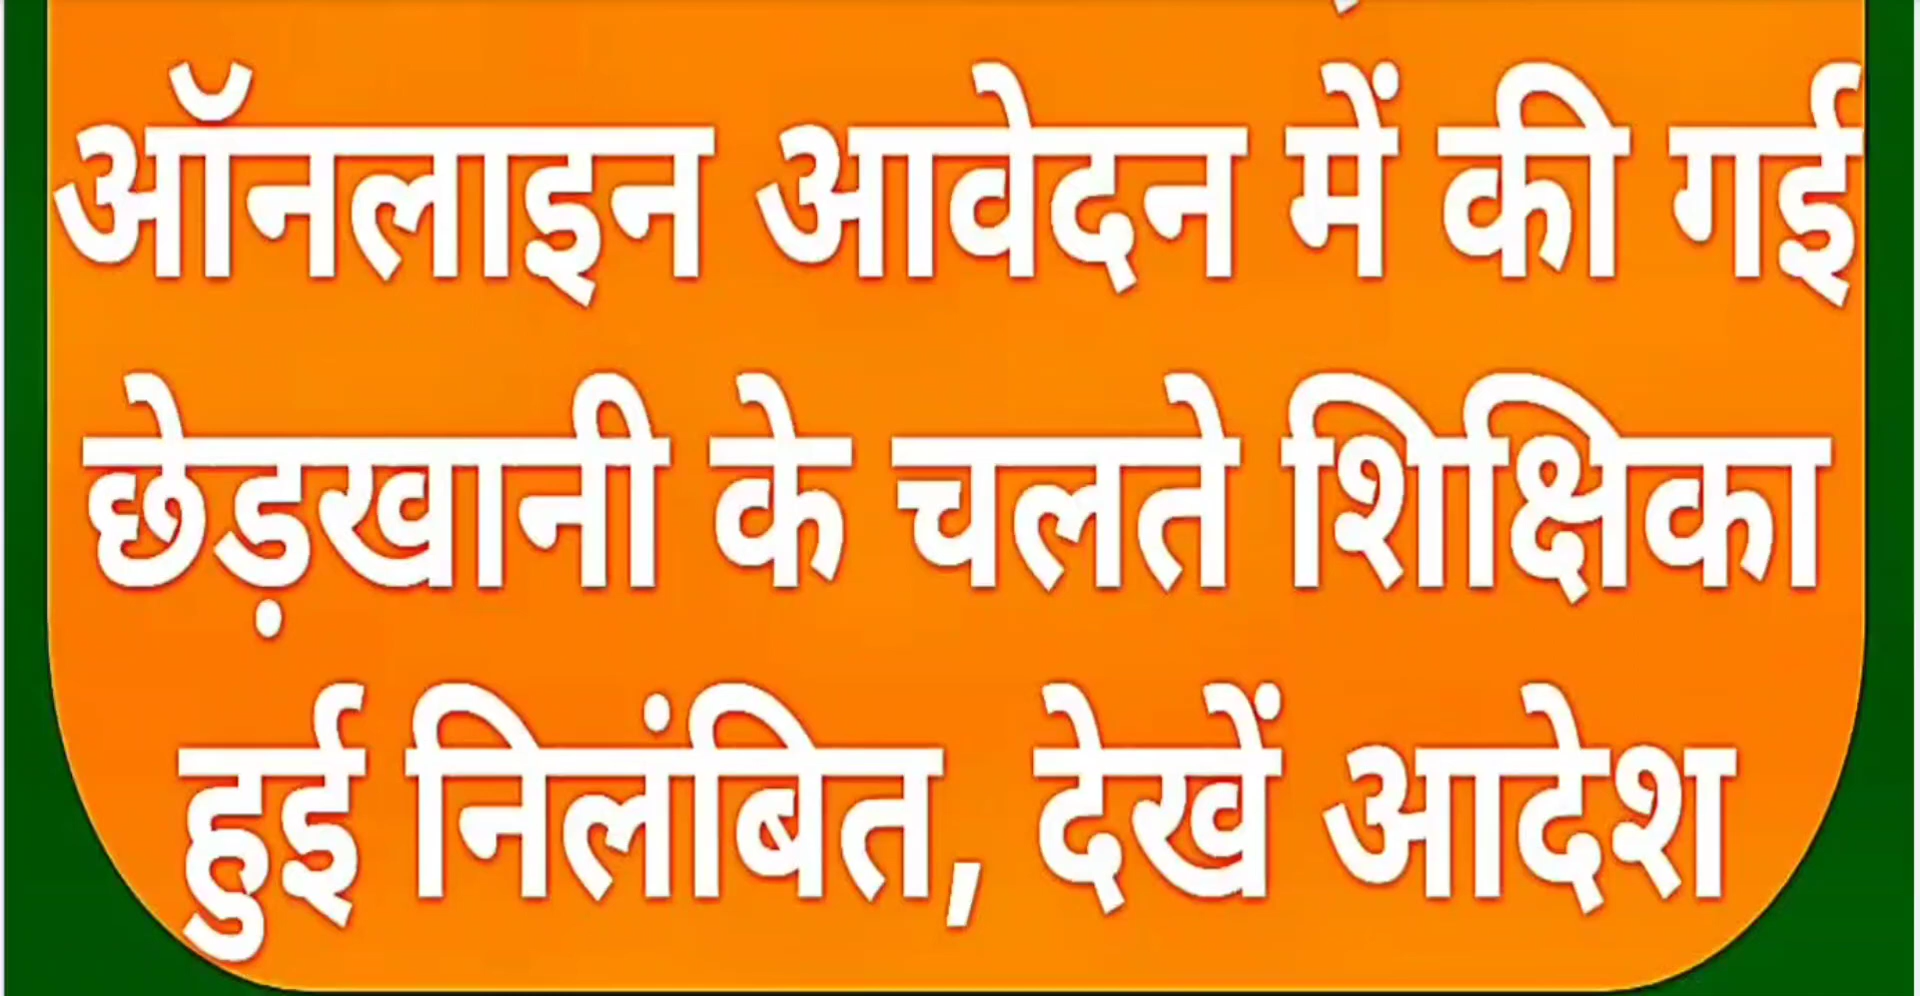 ऑनलाइन आवेदन में की गई
छेड़खानी के चलते शिक्षिका
हुई निलंबित, देखें आदेश